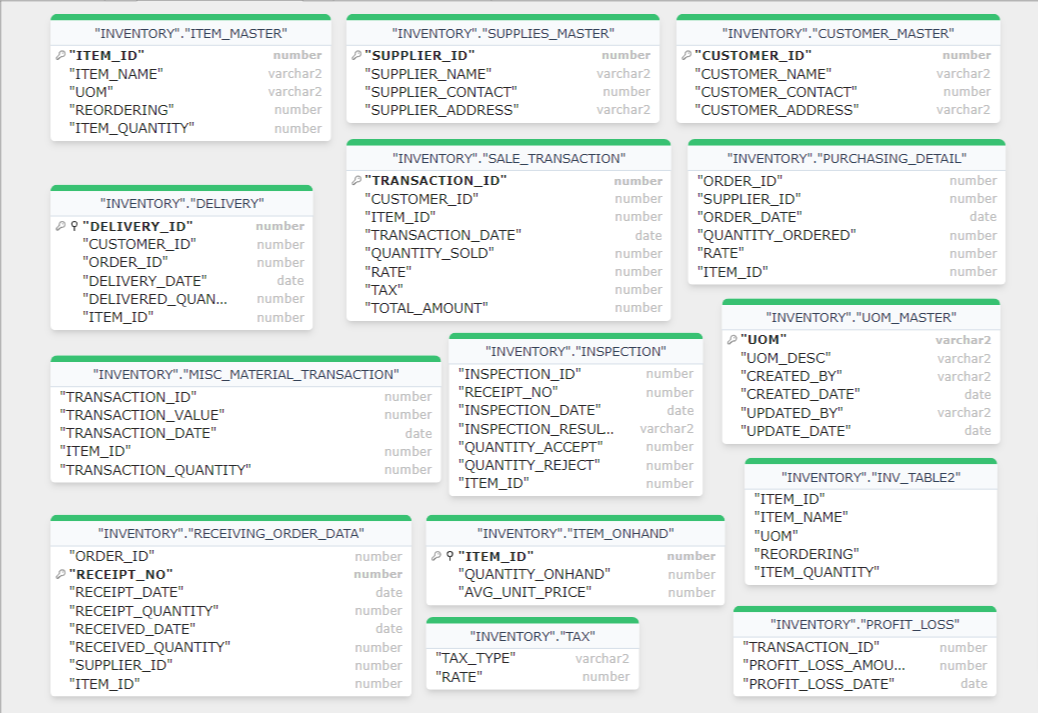 "INVENTORY"."ITEM_MASTER"
"ITEM_ID" number
"ITEM_NAME" varchar2
"UOM" varchar2
"REORDERING" number
"ITEM_QUANTITY" number
"INVENTORY"."SUPPLIES_MASTER"
"SUPPLIER_ID" number
"SUPPLIER_NAME" varchar2
"SUPPLIER_CONTACT" number
"SUPPLIER_ADDRESS" varchar2
"INVENTORY"."CUSTOMER_MASTER"
"CUSTOMER_ID" number
"CUSTOMER_NAME" varchar2
"CUSTOMER_CONTACT" number
"CUSTOMER_ADDRESS" varchar2
"INVENTORY"."DELIVERY"
"DELIVERY_ID" number
"CUSTOMER_ID" number
"ORDER_ID" number
"DELIVERY_DATE" date
"DELIVERED_QUAN... number
"ITEM_ID" number
"INVENTORY"."SALE_TRANSACTION"
"TRANSACTION_ID" number
"CUSTOMER_ID" number
"ITEM_ID" number
"TRANSACTION_DATE" date
"QUANTITY_SOLD" number
"RATE" number
"TAX" number
"TOTAL_AMOUNT" number
"INVENTORY"."PURCHASING_DETAIL"
"ORDER_ID" number
"SUPPLIER_ID" number
"ORDER_DATE" date
"QUANTITY_ORDERED" number
"RATE" number
"ITEM_ID" number
"INVENTORY"."MISC_MATERIAL_TRANSACTION"
"TRANSACTION_ID" number
"TRANSACTION_VALUE" number
"TRANSACTION_DATE" date
"ITEM_ID" number
"TRANSACTION_QUANTITY" number
"INVENTORY"."INSPECTION"
"INSPECTION_ID" number
"RECEIPT_NO" number
"INSPECTION_DATE" date
"INSPECTION_RESUL... varchar2
"QUANTITY_ACCEPT" number
"QUANTITY_REJECT" number
"ITEM_ID" number
"INVENTORY"."UOM_MASTER"
"UOM" varchar2
"UOM_DESC" varchar2
"CREATED_BY" varchar2
"CREATED_DATE" date
"UPDATED_BY" varchar2
"UPDATE_DATE" date
"INVENTORY"."INV_TABLE2"
"ITEM_ID"
"ITEM_NAME"
"UOM"
"REORDERING"
"ITEM_QUANTITY"
"INVENTORY"."RECEIVING_ORDER_DATA"
"ORDER_ID" number
"RECEIPT_NO" number
"RECEIPT_DATE" date
"RECEIPT_QUANTITY" number
"RECEIVED_DATE" date
"RECEIVED_QUANTITY" number
"SUPPLIER_ID" number
"ITEM_ID" number
"INVENTORY"."ITEM_ONHAND"
"ITEM_ID" number
"QUANTITY_ONHAND" number
"AVG_UNIT_PRICE" number
"INVENTORY"."TAX"
"TAX_TYPE" varchar2
"RATE" number
"INVENTORY"."PROFIT_LOSS"
"TRANSACTION_ID" number
"PROFIT_LOSS_AMOU... number
"PROFIT_LOSS_DATE" date